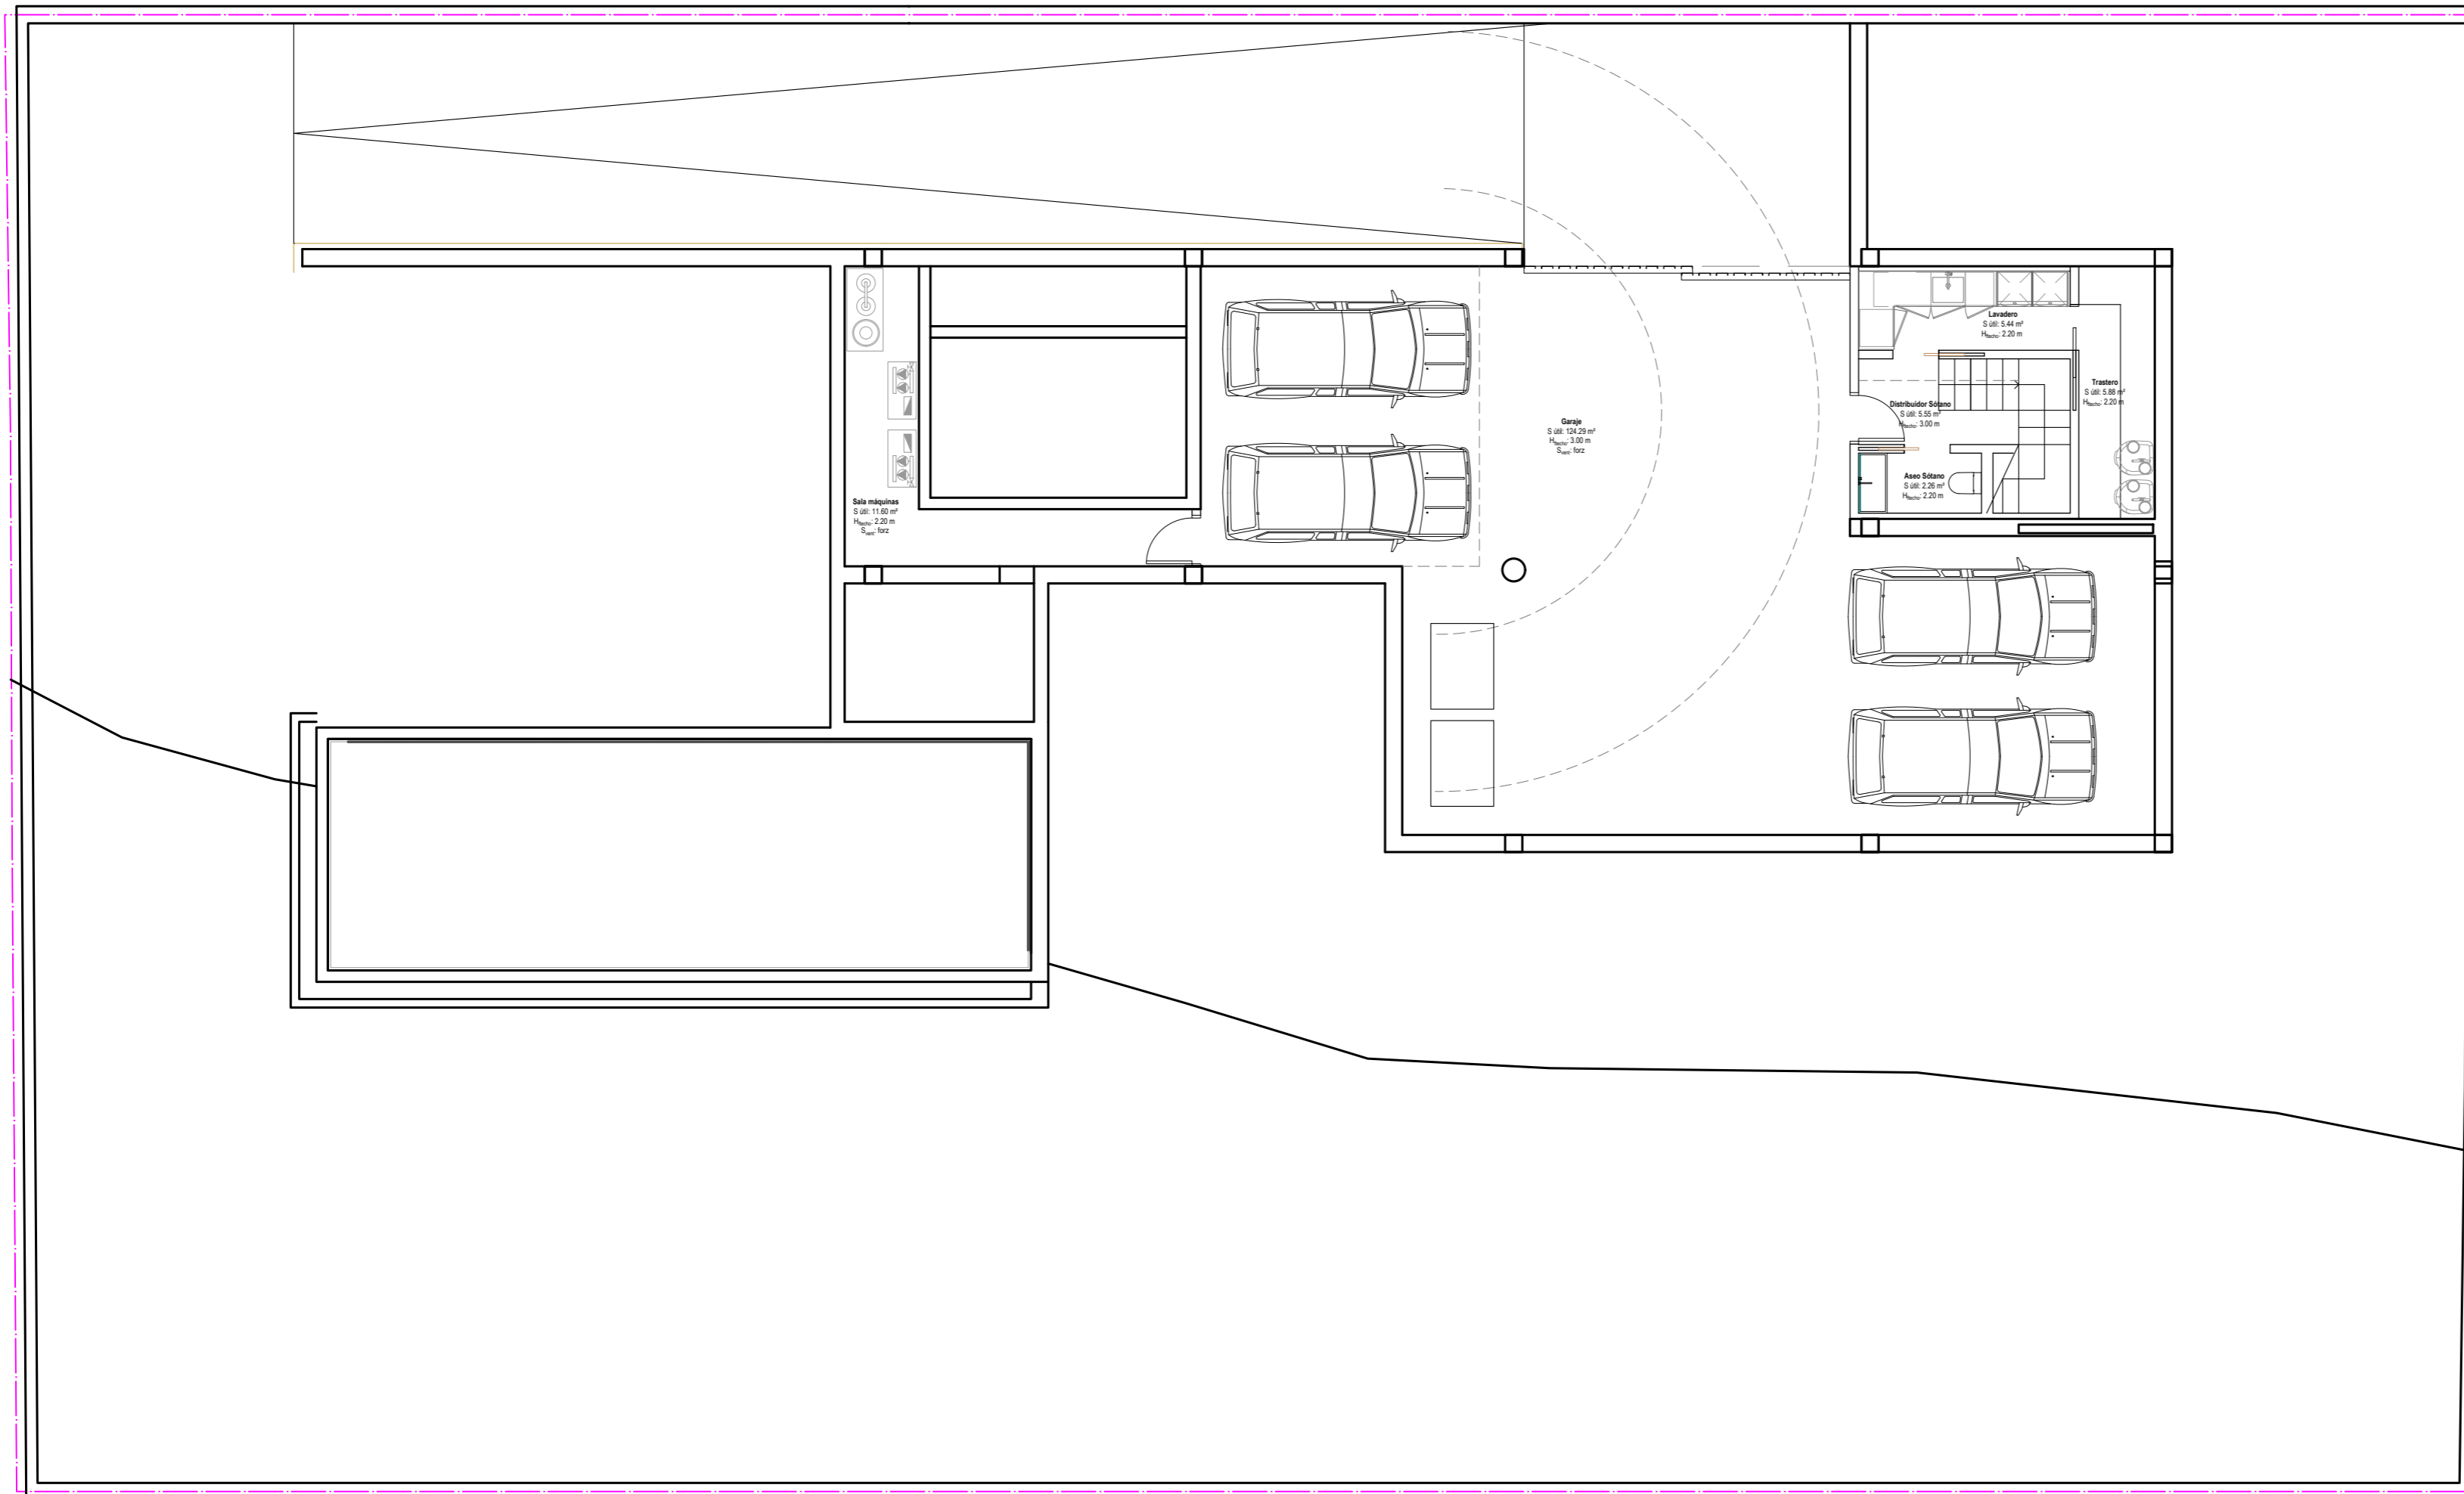 Lavadero
S útil: 5.44 m²
Htecho: 2.20 m
Trastero
S útil: 5.88 m²
Htecho: 2.20 m
Distribuidor Sótano
S útil: 5.55 m²
Htecho: 3.00 m
Garaje
S útil: 124.29 m²
Htecho: 3.00 m
Svent: forz
Aseo Sótano
S útil: 2.26 m²
Htecho: 2.20 m
Sala máquinas
S útil: 11.60 m²
Htecho: 2.20 m
Svent: forz